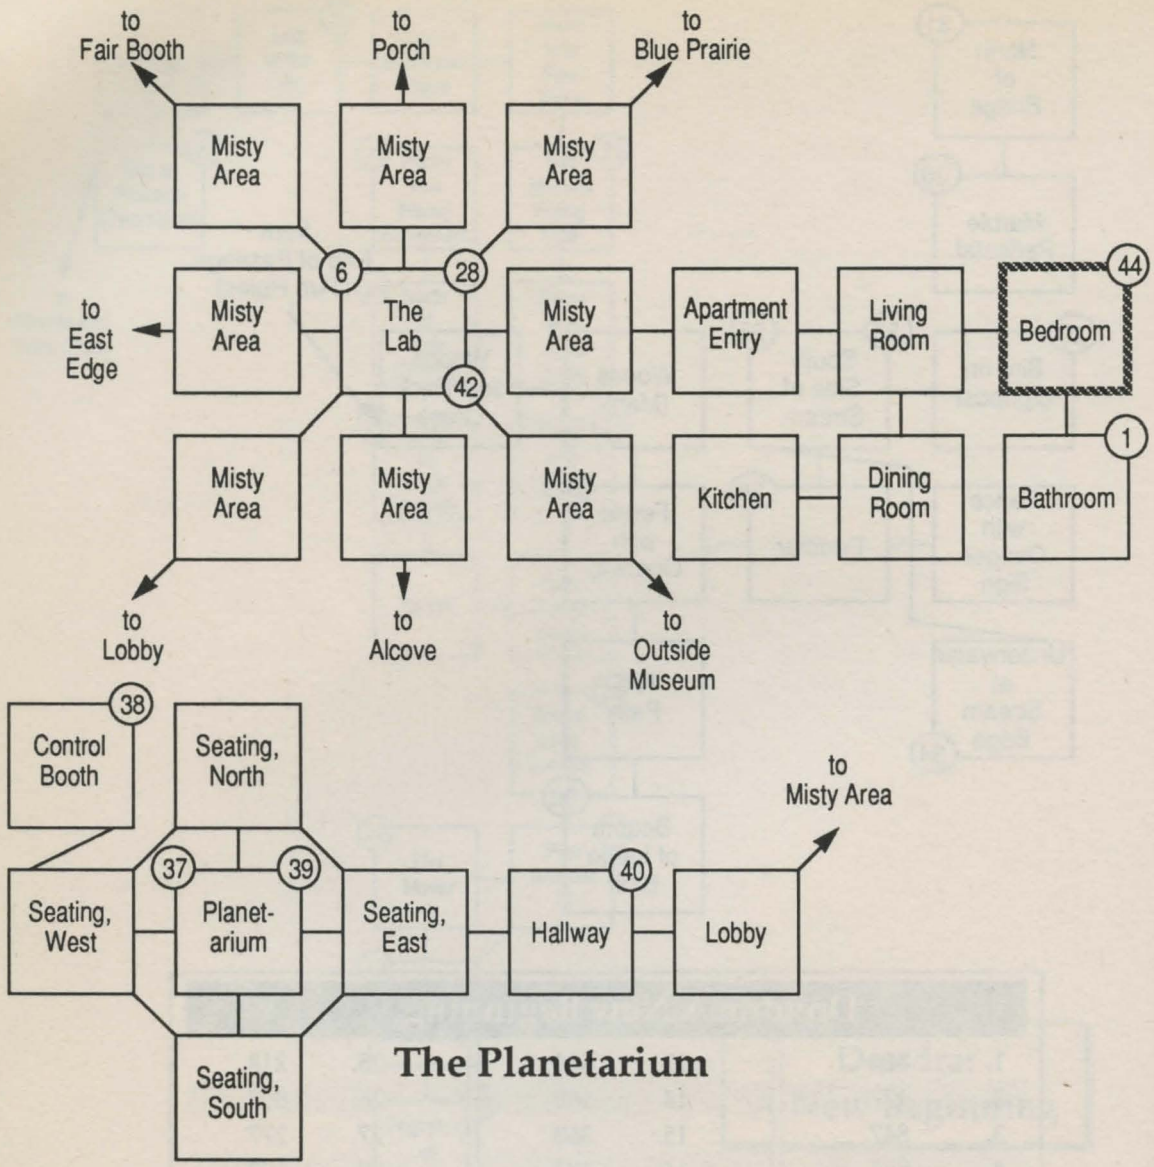 to
Fair Booth
to
Porch
to
Blue Prairie
Misty
Area
Misty
Area
Misty
Area
6
28
44
to
East
Edge
Misty
Area
The
Lab
Misty
Area
Apartment
Entry
Living
Room
Bedroom
42
1
Misty
Area
Misty
Area
Misty
Area
Kitchen
Dining
Room
Bathroom
to
Lobby
to
Alcove
to
Outside
Museum
38
Control
Booth
Seating,
North
to
Misty Area
37
39
40
Seating,
West
Planet-
arium
Seating,
East
Hallway
Lobby
Seating,
South
The Planetarium